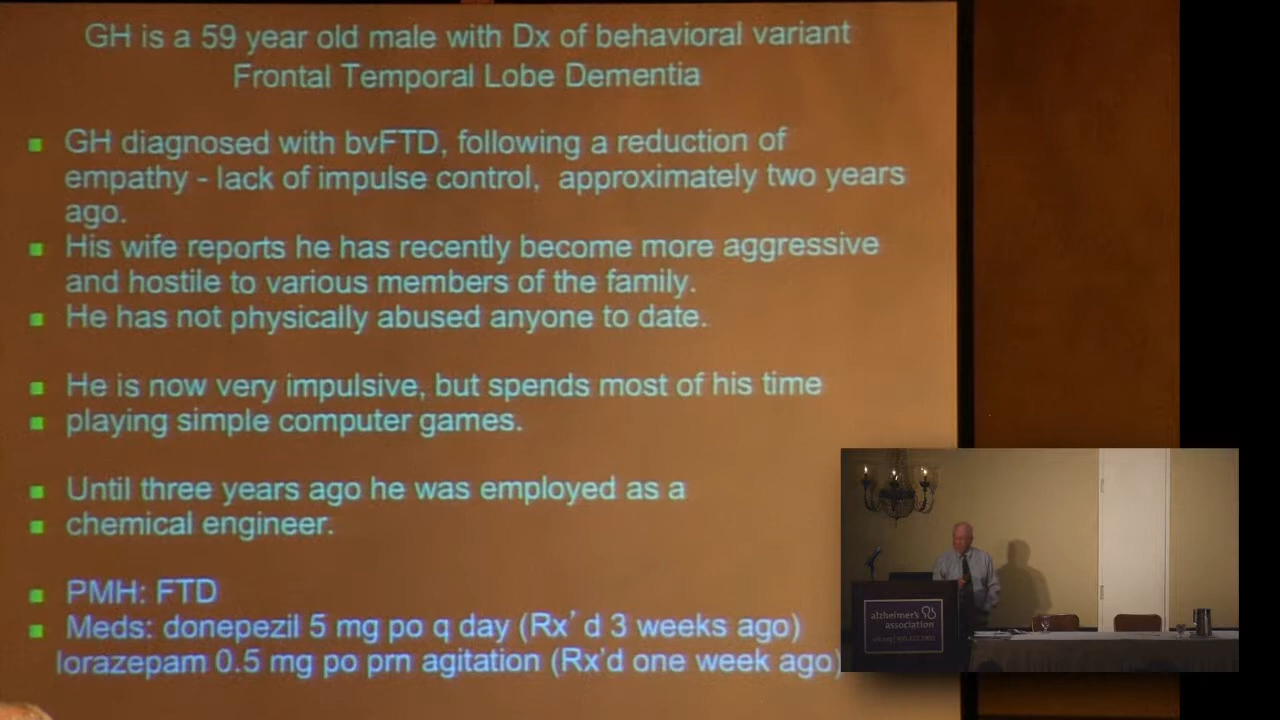 GH is a 59 year old male with Dx of behavioral variant
Frontal Temporal Lobe Dementia
GH diagnosed with bvFTD, following a reduction of
empathy - lack of impulse control, approximately two years
ago.
His wife reports he has recently become more aggressive
and hostile to various members of the family.
He has not physically abused anyone to date.
He is now very impulsive, but spends most of his time
playing simple computer games.
Until three years ago he was employed as a
chemical engineer.
PMH: FTD
Meds: donepezil 5 mg po q day (Rx'd 3 weeks ago)
lorazepam 0.5 mg po prn agitation (Rx'd one week ago)
alzheimer's
association